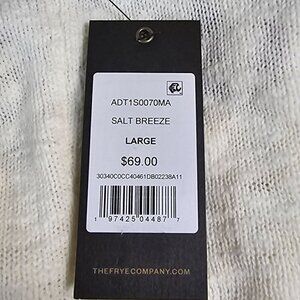 ADT1S0070MA
SALT BREEZE
LARGE
$69.00
30340C0CC40461DB02238A11
1 97425 04487 7
THEFRYECOMPANY.COM